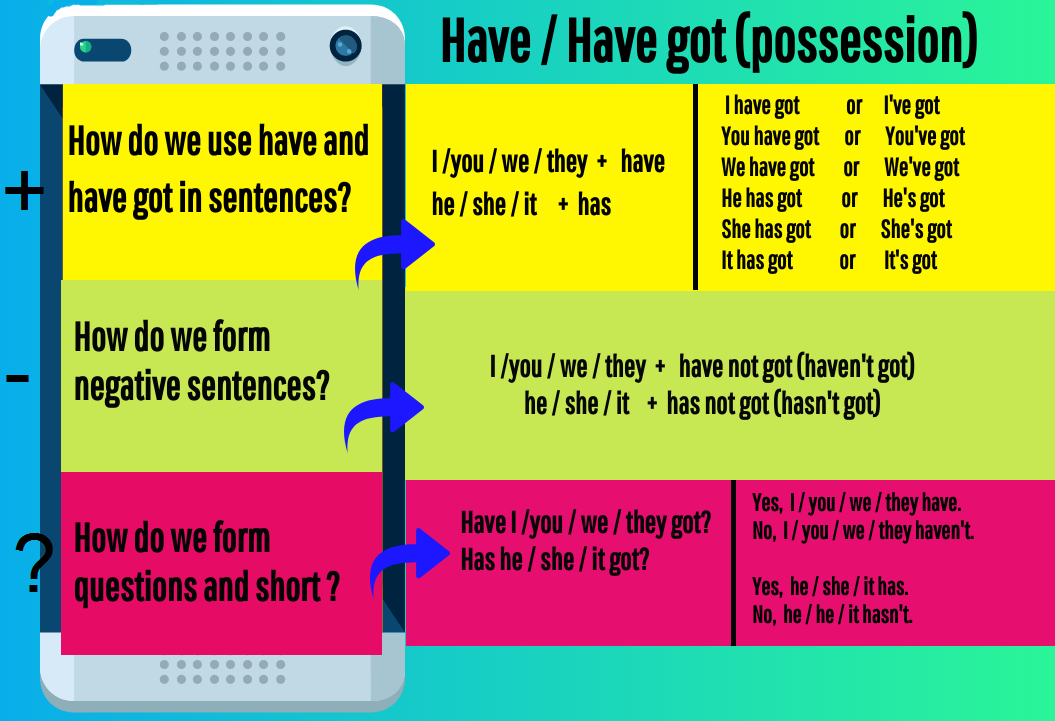 Have / Have got (possession)
+
How do we use have and
have got in sentences?
I /you / we / they + have
he / she / it + has
I have got or I've got
You have got or You've got
We have got or We've got
He has got or He's got
She has got or She's got
It has got or It's got
-
How do we form
negative sentences?
I /you / we / they + have not got (haven't got)
he / she / it + has not got (hasn't got)
?
How do we form
questions and short ?
Have I /you / we / they got?
Has he / she / it got?
Yes, I / you / we / they have.
No, I / you / we / they haven't.
Yes, he / she / it has.
No, he / he / it hasn't.